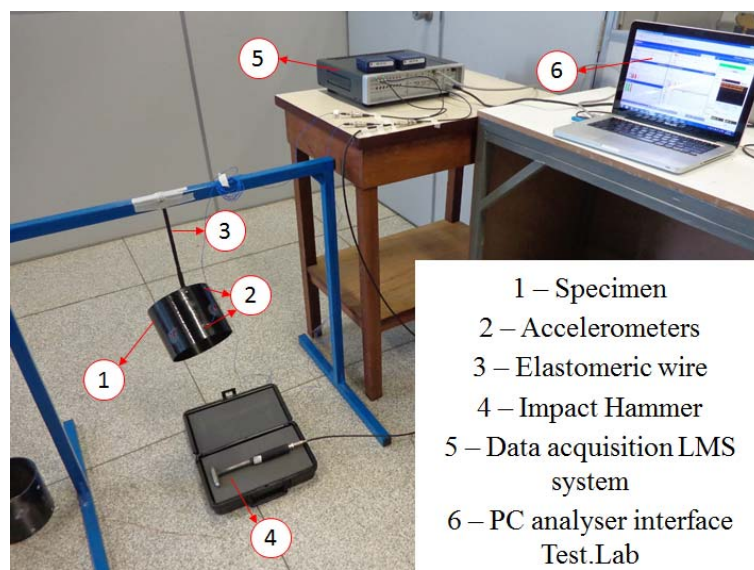 5
6
3
2
1
4
1 – Specimen
2 – Accelerometers
3 – Elastomeric wire
4 – Impact Hammer
5 – Data acquisition LMS
system
6 – PC analyser interface
Test.Lab